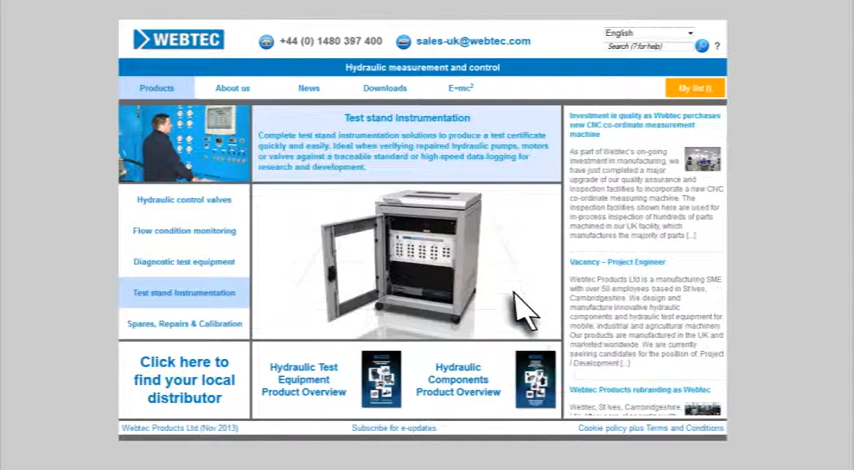 WEBTEC
+44 (0) 1480 397 400
sales-uk@webtec.com
English
Search (? for help)
?
Hydraulic measurement and control
Products
About us
News
Downloads
E=mc²
My list ()
Test stand Instrumentation
Complete test stand instrumentation solutions to produce a test certificate
quickly and easily. Ideal when verifying repaired hydraulic pumps, motors
or valves against a traceable standard or high-speed data-logging for
research and development.
Hydraulic control valves
Flow condition monitoring
Diagnostic test equipment
Test stand Instrumentation
Spares, Repairs & Calibration
Click here to
find your local
distributor
Hydraulic Test
Equipment
Product Overview
Hydraulic
Components
Product Overview
Investment in quality as Webtec purchases
new CNC co-ordinate measurement
machine
As part of Webtec's on-going
investment in manufacturing, we
have just completed a major
upgrade of our quality assurance and
inspection facilities to incorporate a new CNC
co-ordinate measuring machine. The
inspection facilities shown here are used for
in-process inspection of hundreds of parts
machined in our UK facility, which
manufactures the majority of parts [...]
Vacancy – Project Engineer
Webtec Products Ltd is a manufacturing SME
with over 50 employees based in St Ives,
Cambridgeshire. We design and
manufacture innovative hydraulic
components and hydraulic test equipment for
mobile, industrial and agricultural machinery.
Our products are manufactured in the UK and
marketed worldwide. We are currently
seeking candidates for the position of: Project
/ Development [...]
Webtec Products rebranding as Webtec
Webtec, St Ives, Cambridgeshire,
Webtec Products Ltd (Nov 2013)
Subscribe for e-updates
Cookie policy plus Terms and Conditions